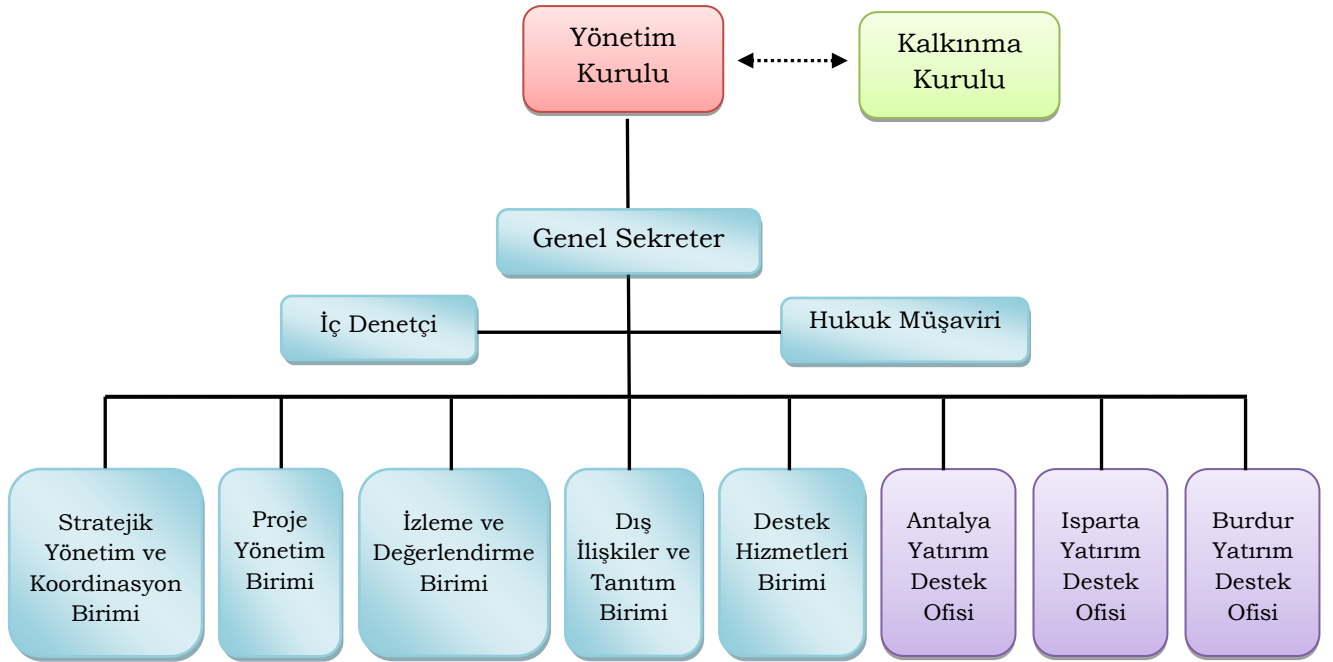 Yönetim
Kurulu
Kalkınma
Kurulu
Genel Sekreter
İç Denetçi
Hukuk Müşaviri
Stratejik
Yönetim ve
Koordinasyon
Birimi
Proje
Yönetim
Birimi
İzleme ve
Değerlendirme
Birimi
Dış
İlişkiler ve
Tanıtım
Birimi
Destek
Hizmetleri
Birimi
Antalya
Yatırım
Destek
Ofisi
Isparta
Yatırım
Destek
Ofisi
Burdur
Yatırım
Destek
Ofisi